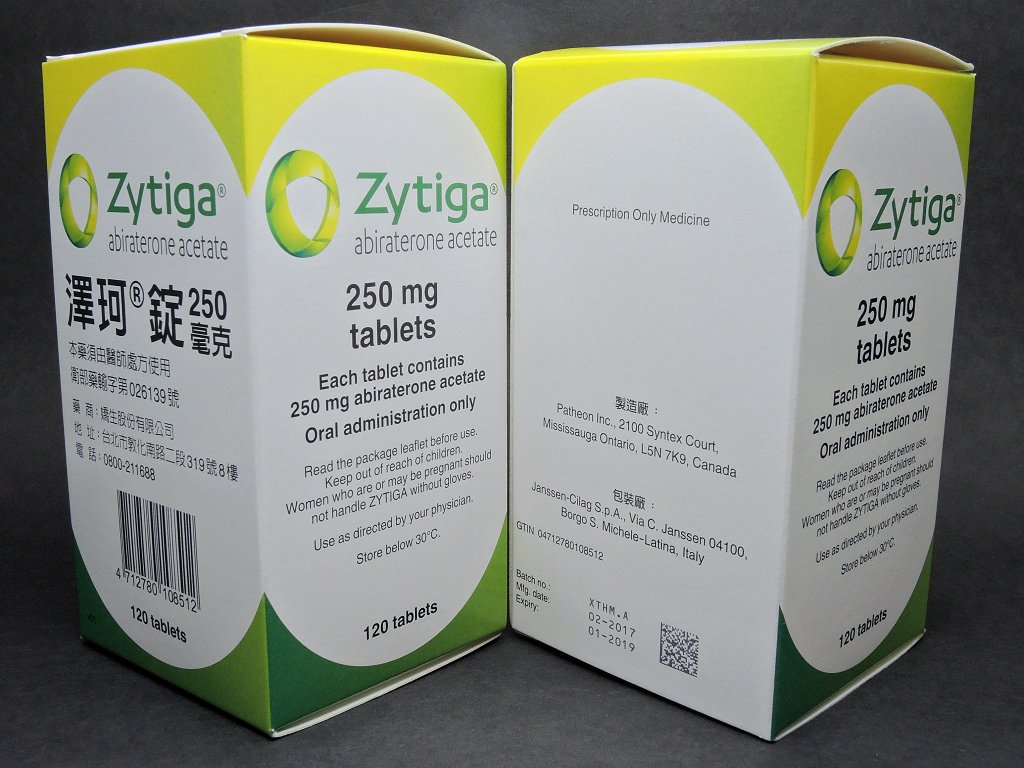 Zytiga®
abiraterone acetate
澤珂®錠250毫克
本藥須由醫師處方使用
衛部藥輸字第026139號
藥 商：嬌生股份有限公司
地 址：台北市敦化南路二段319號8樓
電 話：0800-211688
4 712780 108512
120 tablets
Zytiga®
abiraterone acetate
250 mg
tablets
Each tablet contains
250 mg abiraterone acetate
Oral administration only
Read the package leaflet before use.
Keep out of reach of children.
Women who are or may be pregnant should
not handle ZYTIGA without gloves.
Use as directed by your physician.
Store below 30°C.
120 tablets
Prescription Only Medicine
製造廠：
Patheon Inc., 2100 Syntex Court,
Mississauga Ontario, L5N 7K9, Canada
包裝廠：
Janssen-Cilag S.p.A., Via C. Janssen 04100,
Borgo S. Michele-Latina, Italy
GTIN 04712780108512
Batch no.: XTHM.A
Mfg. date: 02-2017
Expiry: 01-2019
Zytiga®
abiraterone acetate
250 mg
tablets
Each tablet contains
250 mg abiraterone acetate
Oral administration only
Read the package leaflet before use.
Keep out of reach of children.
Women who are or may be pregnant should
not handle ZYTIGA without gloves.
Use as directed by your physician.
Store below 30°C.
120 tablets